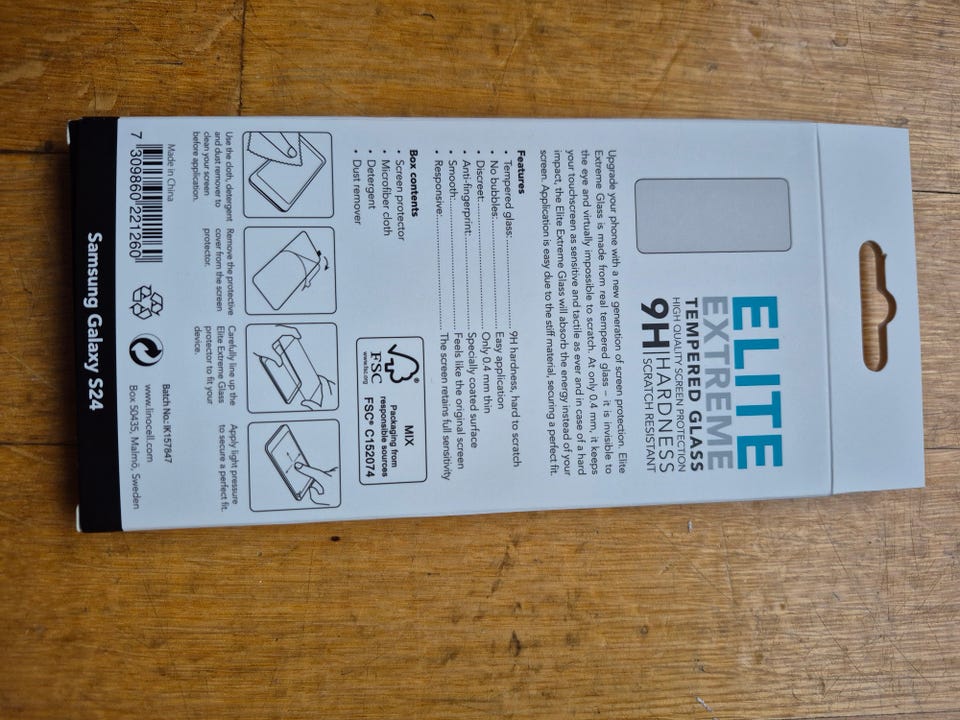 ELITE
EXTREME
TEMPERED GLASS
HIGH QUALITY SCREEN PROTECTION
9H HARDNESS
SCRATCH RESISTANT
Upgrade your phone with a new generation of screen protection. Elite
Extreme Glass is made from real tempered glass – it is invisible to
the eye and virtually impossible to scratch. At only 0.4 mm, it keeps
your touchscreen as sensitive and tactile as ever and in case of a hard
impact, the Elite Extreme Glass will absorb the energy instead of your
screen. Application is easy due to the stiff material, securing a perfect fit.
Features
• Tempered glass:..............................9H hardness, hard to scratch
• No bubbles:..............................Easy application
• Discreet:..............................Only 0.4 mm thin
• Anti-fingerprint:..............................Specially coated surface
• Smooth:..............................Feels like the original screen
• Responsive:..............................The screen retains full sensitivity
Box contents
• Screen protector
• Microfiber cloth
• Detergent
• Dust remover
FSC®
www.fsc.org
MIX
Packaging from
responsible sources
FSC® C152074
Use the cloth, detergent
and dust remover to
clean your screen
before application.
Remove the protective
cover from the screen
protector.
Carefully line up the
Elite Extreme Glass
protector to fit your
device.
Apply light pressure
to secure a perfect fit.
Made in China
7 309860 221260
Batch No.: IK157847
www.linocell.com
Box 50435, Malmö, Sweden
Samsung Galaxy S24